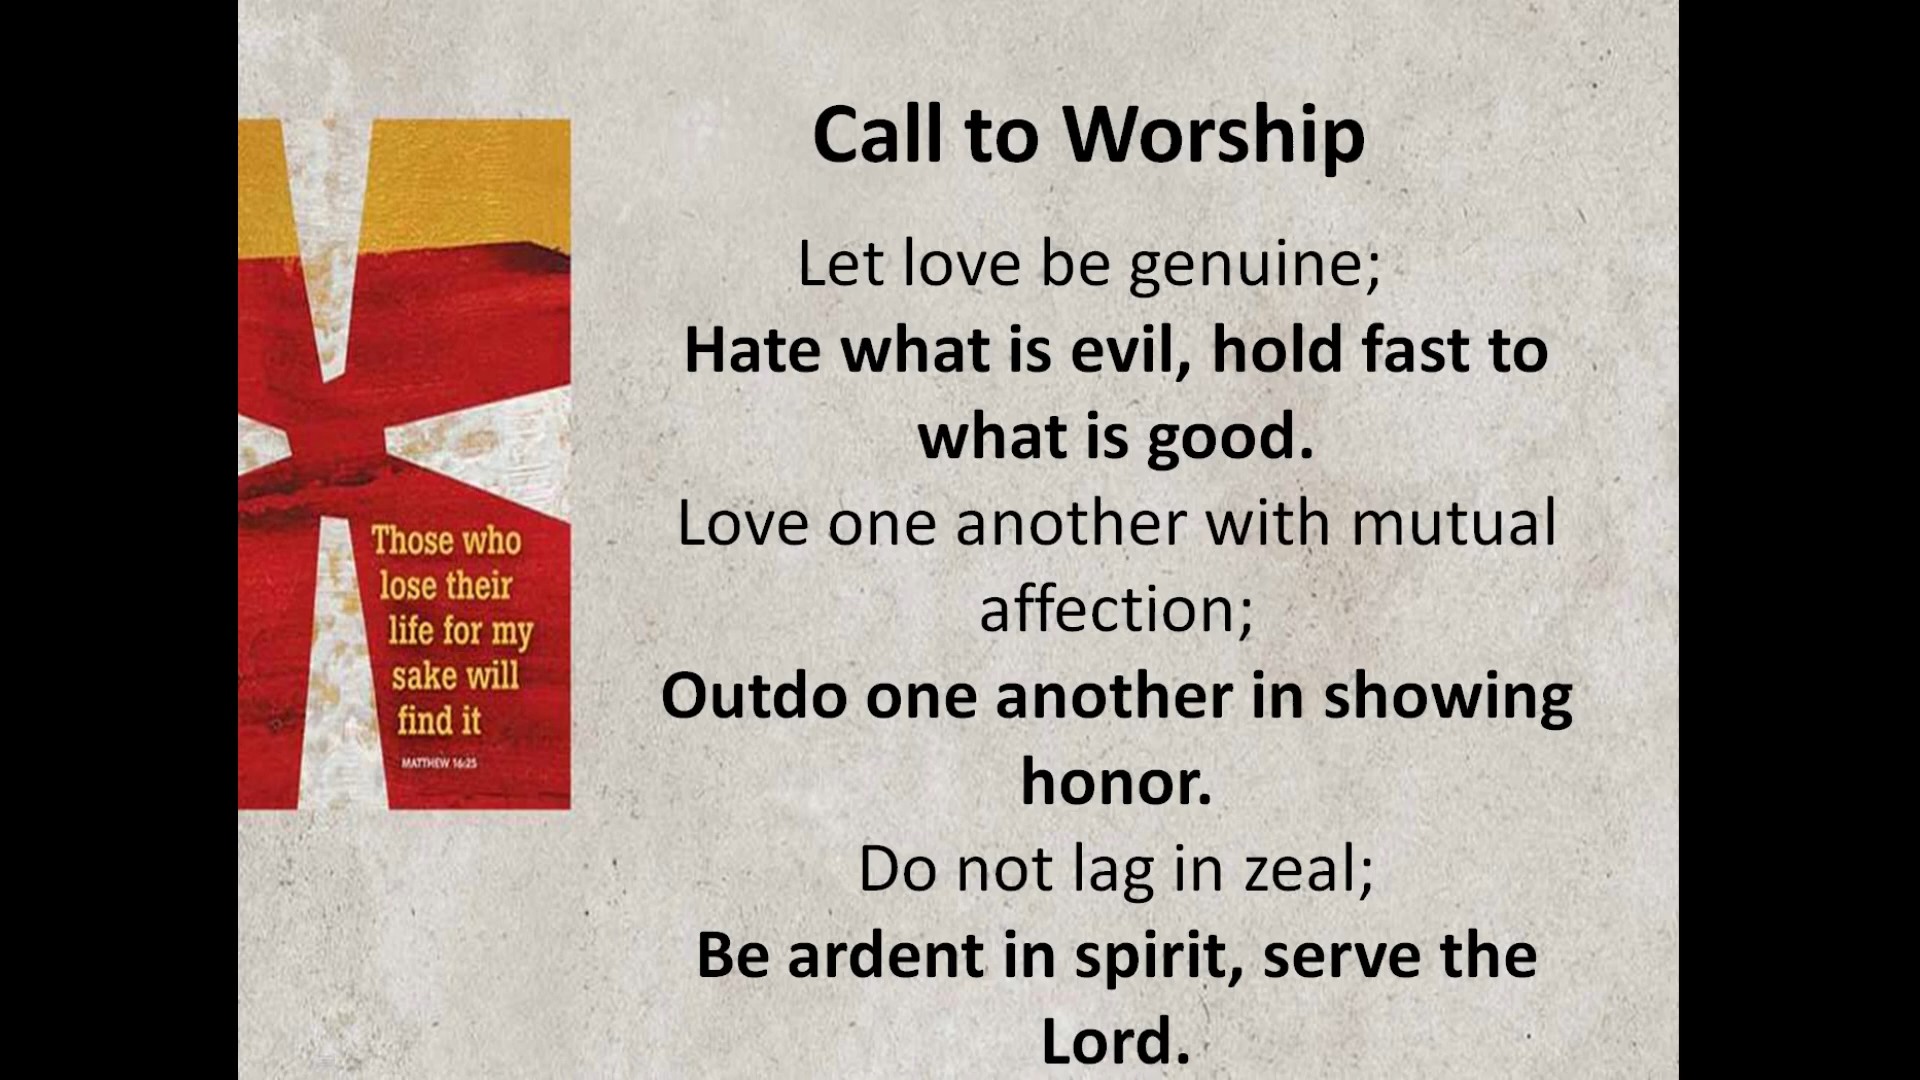 Call to Worship
Let love be genuine;
Hate what is evil, hold fast to
what is good.
Love one another with mutual
affection;
Outdo one another in showing
honor.
Do not lag in zeal;
Be ardent in spirit, serve the
Lord.
Those who
lose their
life for my
sake will
find it
MATTHEW 16:25